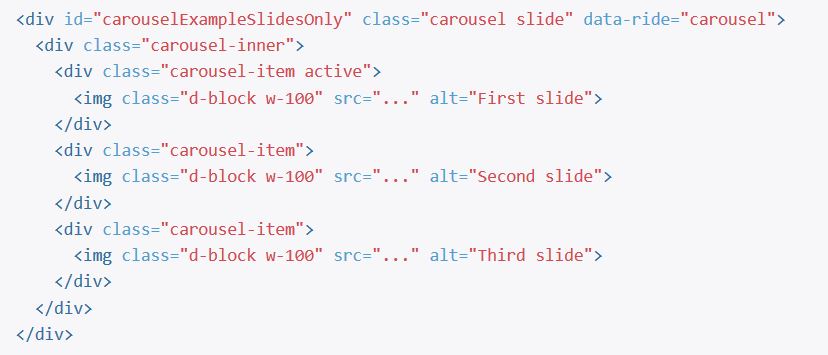 <div id="carouselExampleSlidesOnly" class="carousel slide" data-ride="carousel">
  <div class="carousel-inner">
    <div class="carousel-item active">
      <img class="d-block w-100" src="..." alt="First slide">
    </div>
    <div class="carousel-item">
      <img class="d-block w-100" src="..." alt="Second slide">
    </div>
    <div class="carousel-item">
      <img class="d-block w-100" src="..." alt="Third slide">
    </div>
  </div>
</div>